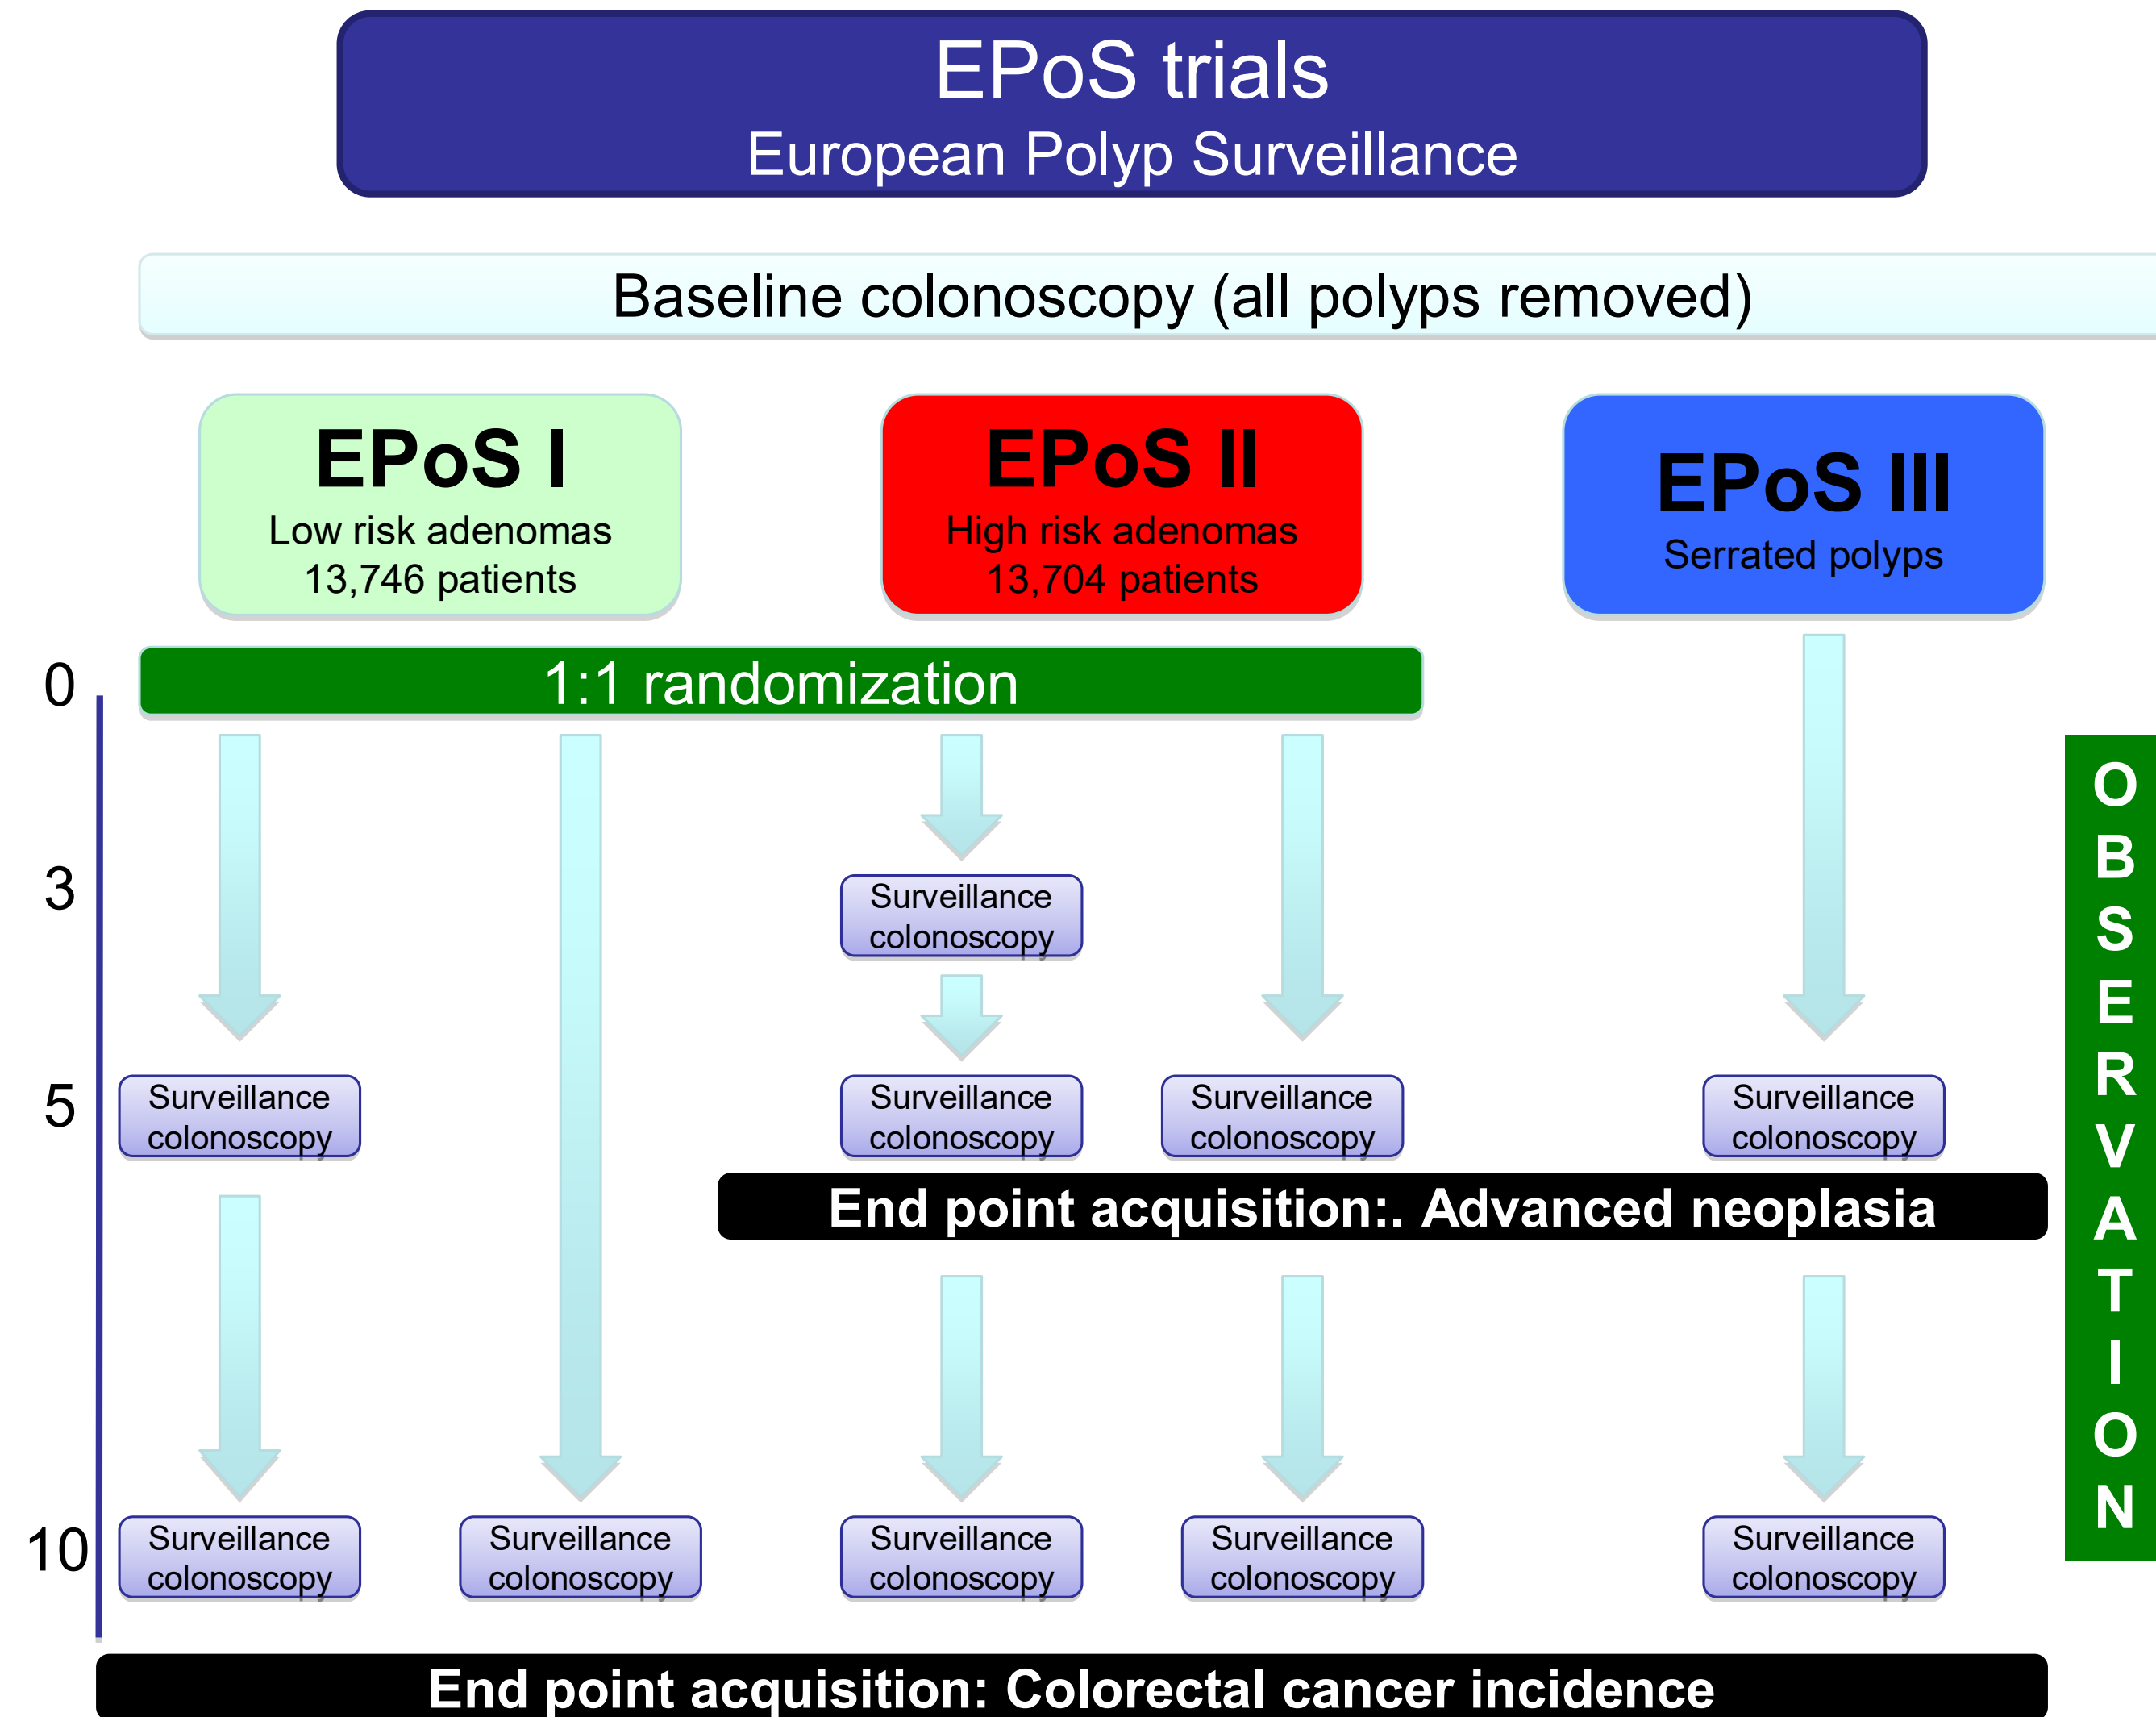 EPoS trials
European Polyp Surveillance
Baseline colonoscopy (all polyps removed)
EPoS I
Low risk adenomas
13,746 patients
EPoS II
High risk adenomas
13,704 patients
EPoS III
Serrated polyps
0
1:1 randomization
3
Surveillance
colonoscopy
5
Surveillance
colonoscopy
Surveillance
colonoscopy
Surveillance
colonoscopy
Surveillance
colonoscopy
End point acquisition:. Advanced neoplasia
10
Surveillance
colonoscopy
Surveillance
colonoscopy
Surveillance
colonoscopy
Surveillance
colonoscopy
Surveillance
colonoscopy
O
B
S
E
R
V
A
T
I
O
N
End point acquisition: Colorectal cancer incidence